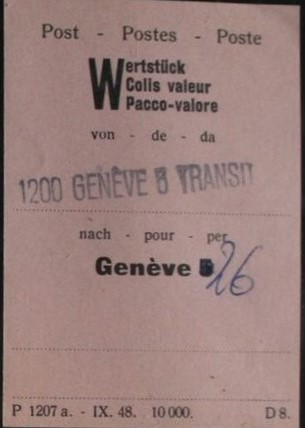 Post - Postes - Poste
Wertstück
Colis valeur
Pacco-valore
von - de - da
1200 GENÈVE 5 TRANSIT
nach - pour - per
Genève 26
P 1207 a. - IX. 48. 10 000. D 8.